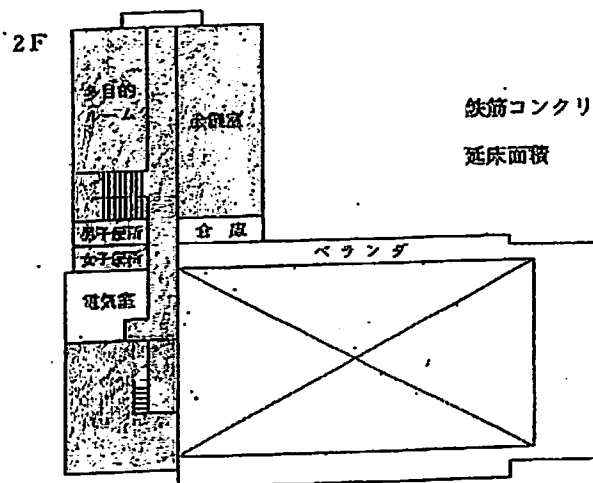 2F
多目的
ルーム
鉄筋コンクリ
延床面積
会議室
男子便所
倉庫
女子便所
ベランダ
電気室